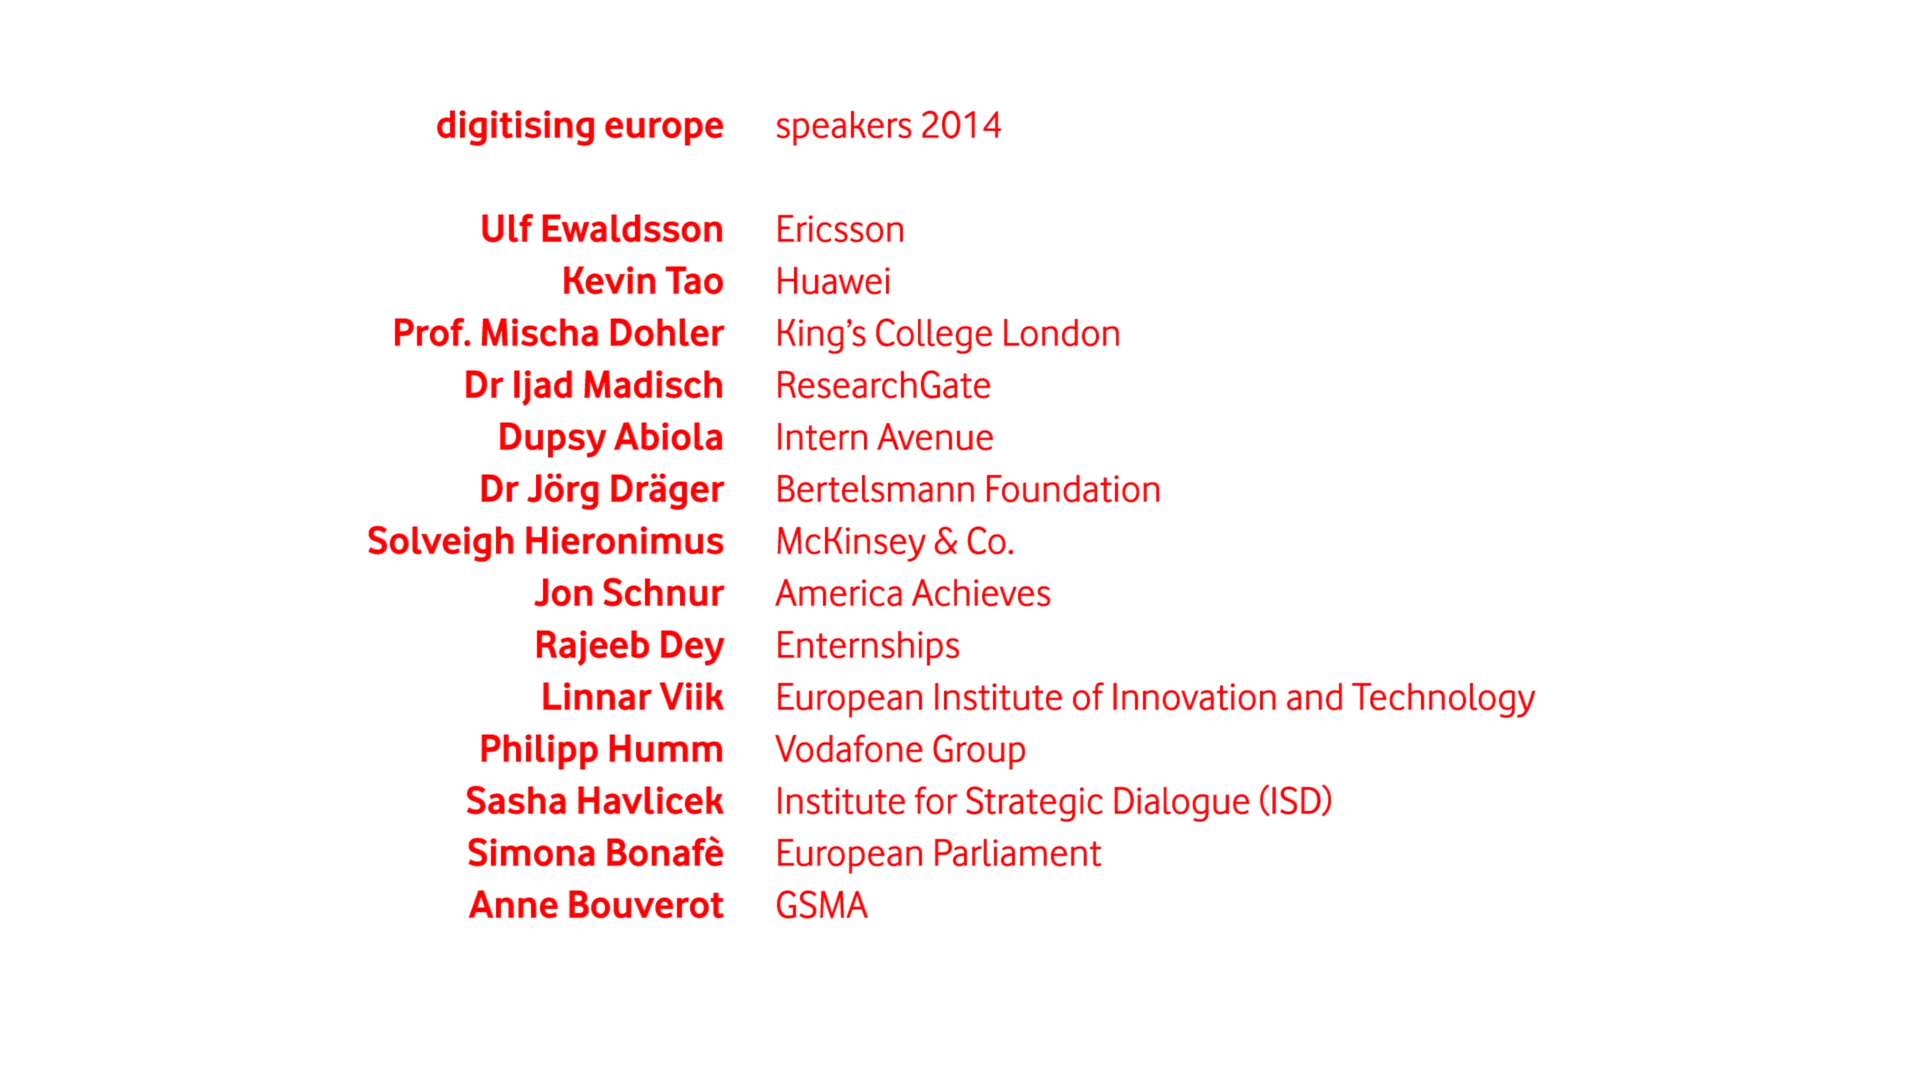 digitising europe speakers 2014
Ulf Ewaldsson Ericsson
Kevin Tao Huawei
Prof. Mischa Dohler King’s College London
Dr Ijad Madisch ResearchGate
Dupsy Abiola Intern Avenue
Dr Jörg Dräger Bertelsmann Foundation
Solveigh Hieronimus McKinsey & Co.
Jon Schnur America Achieves
Rajeeb Dey Enternships
Linnar Viik European Institute of Innovation and Technology
Philipp Humm Vodafone Group
Sasha Havlicek Institute for Strategic Dialogue (ISD)
Simona Bonafè European Parliament
Anne Bouverot GSMA